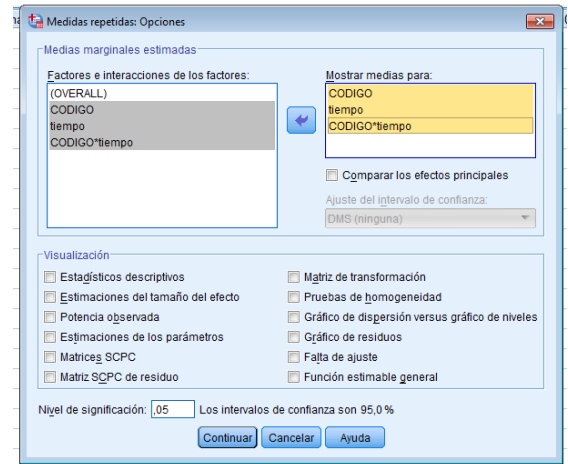 Medidas repetidas: Opciones
Medias marginales estimadas
Factores e interacciones de los factores:
(OVERALL)
CODIGO
tiempo
CODIGO*tiempo
Mostrar medias para:
CODIGO
tiempo
CODIGO*tiempo
Comparar los efectos principales
Ajuste del intervalo de confianza:
DMS (ninguna)
Visualización
Estadísticos descriptivos
Estimaciones del tamaño del efecto
Potencia observada
Estimaciones de los parámetros
Matrices SCPC
Matriz SCPC de residuo
Matriz de transformación
Pruebas de homogeneidad
Gráfico de dispersión versus gráfico de niveles
Gráfico de residuos
Falta de ajuste
Función estimable general
Nivel de significación: ,05 Los intervalos de confianza son 95,0 %
Continuar Cancelar Ayuda